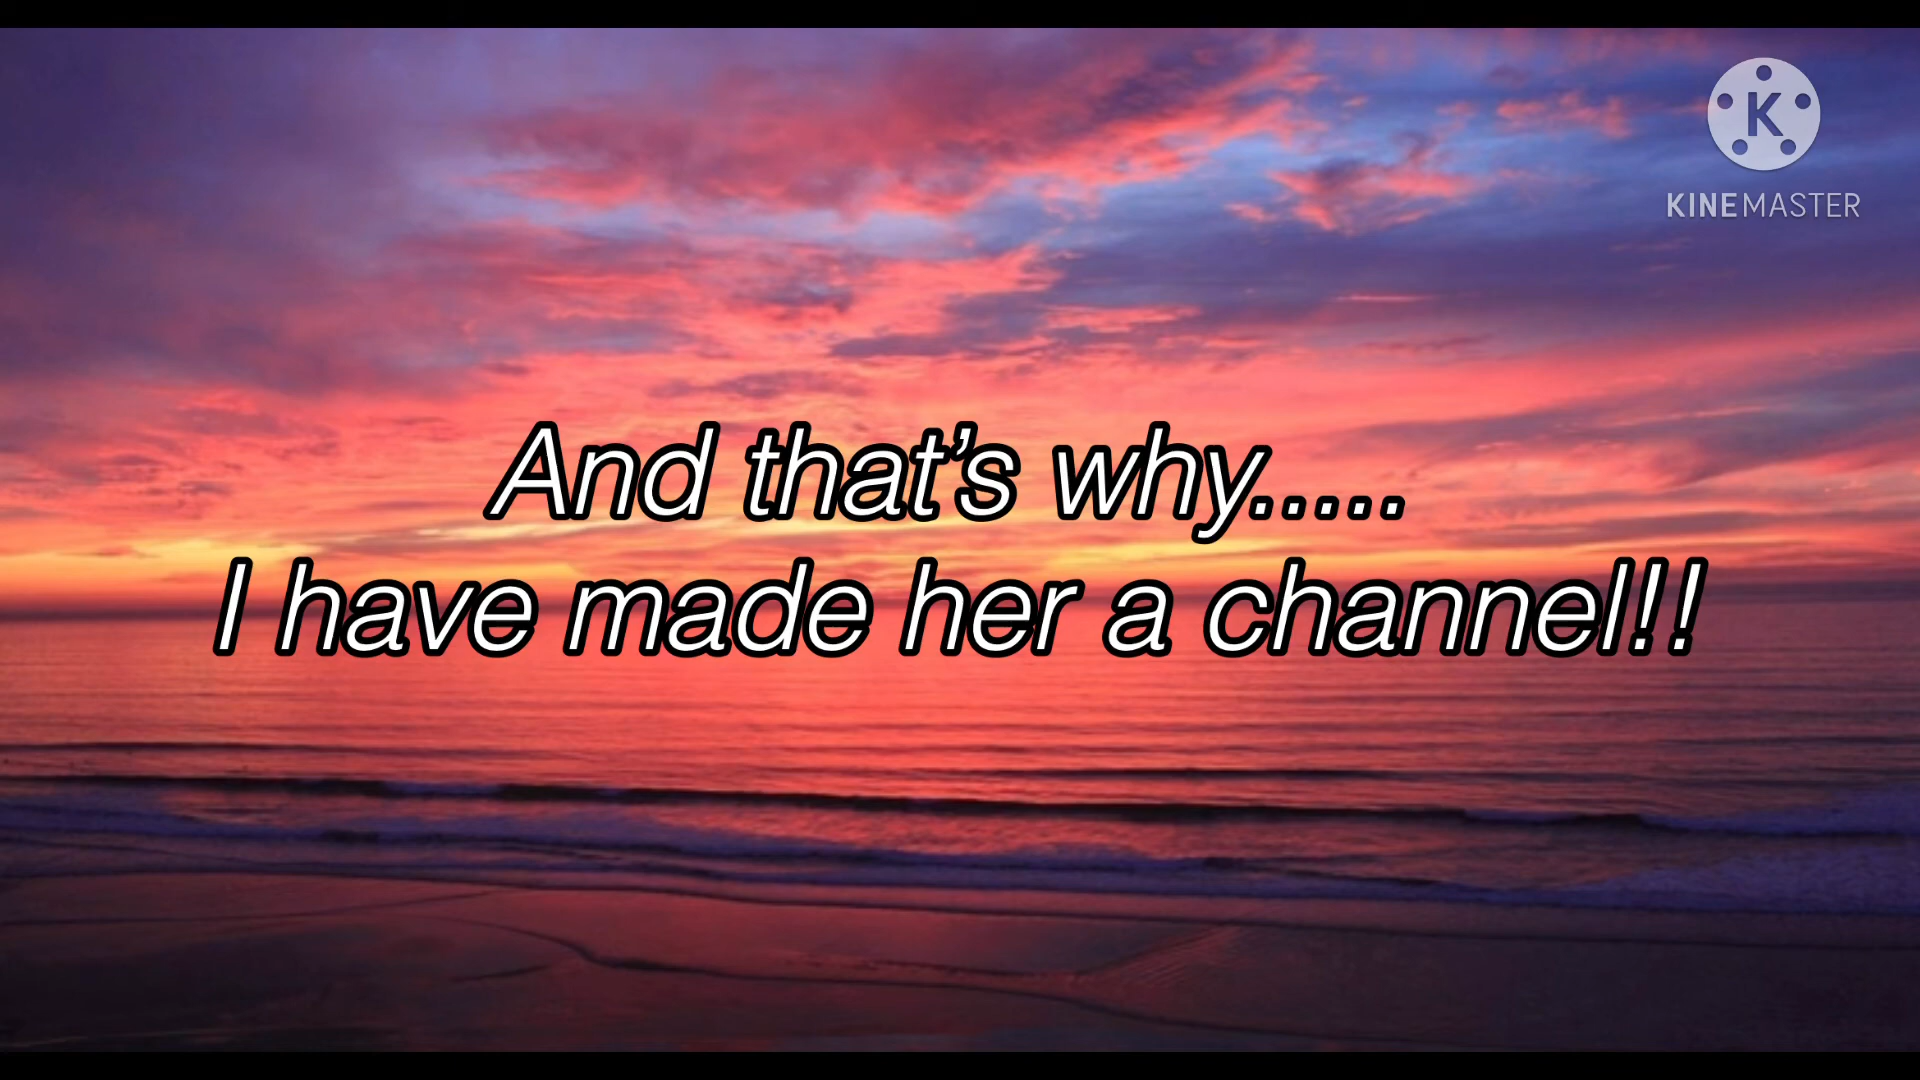 K
KINEMASTER
And that’s why.....
I have made her a channel!!